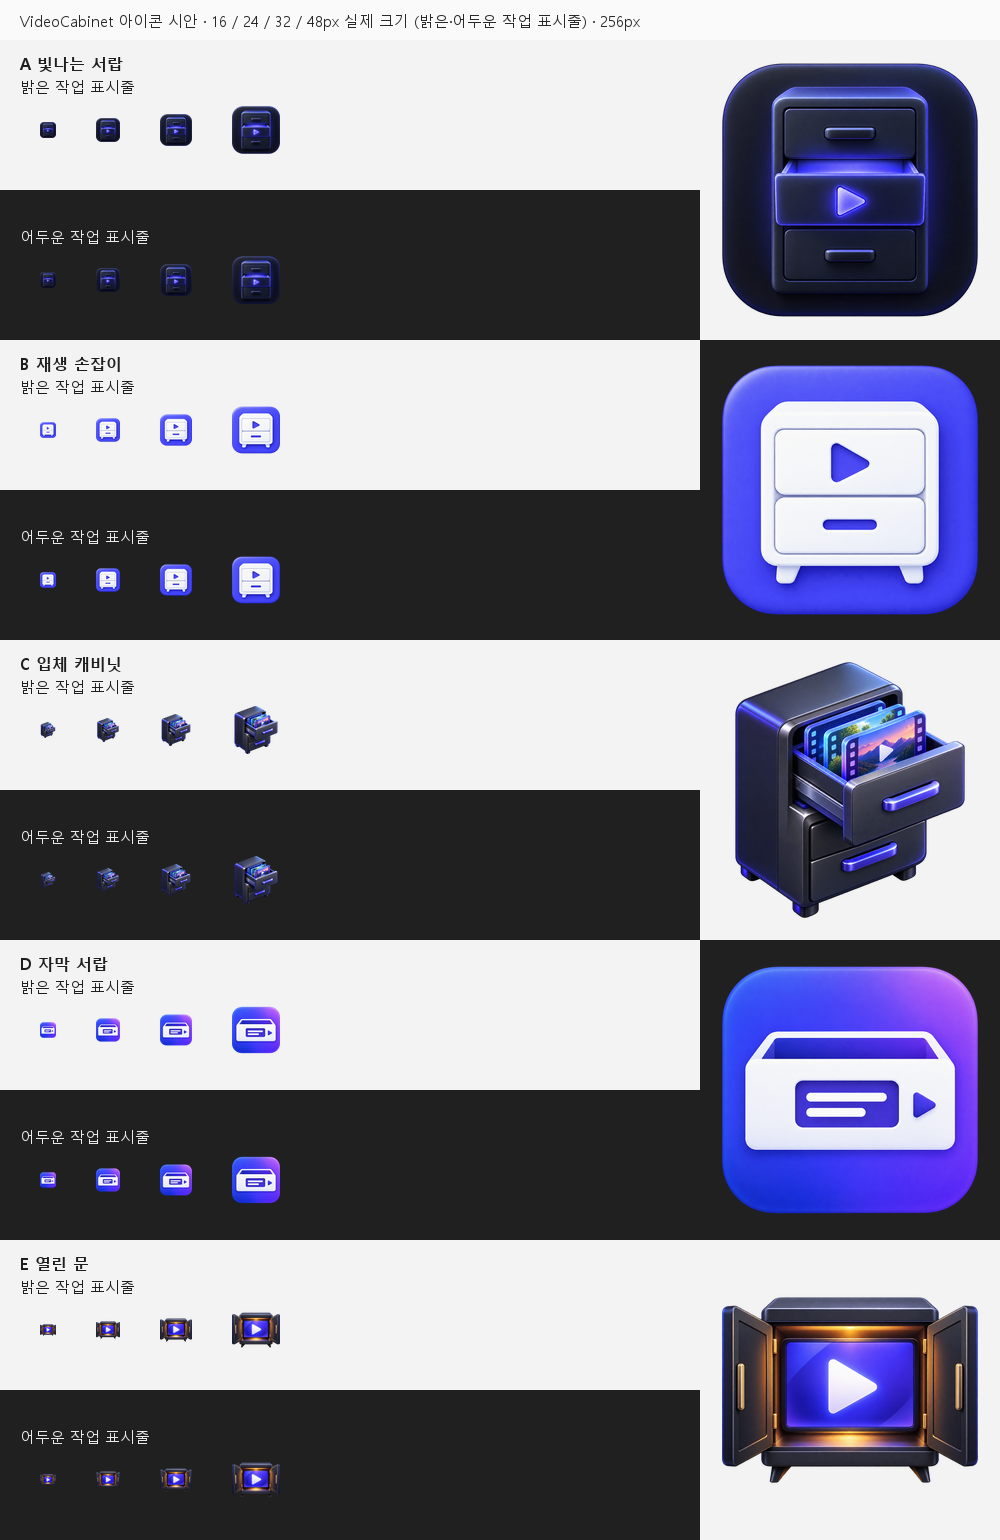 VideoCabinet 아이콘 시안 · 16 / 24 / 32 / 48px 실제 크기 (밝은·어두운 작업 표시줄) · 256px
A 빛나는 서랍
밝은 작업 표시줄
어두운 작업 표시줄
B 재생 손잡이
밝은 작업 표시줄
어두운 작업 표시줄
C 입체 캐비닛
밝은 작업 표시줄
어두운 작업 표시줄
D 자막 서랍
밝은 작업 표시줄
어두운 작업 표시줄
E 열린 문
밝은 작업 표시줄
어두운 작업 표시줄